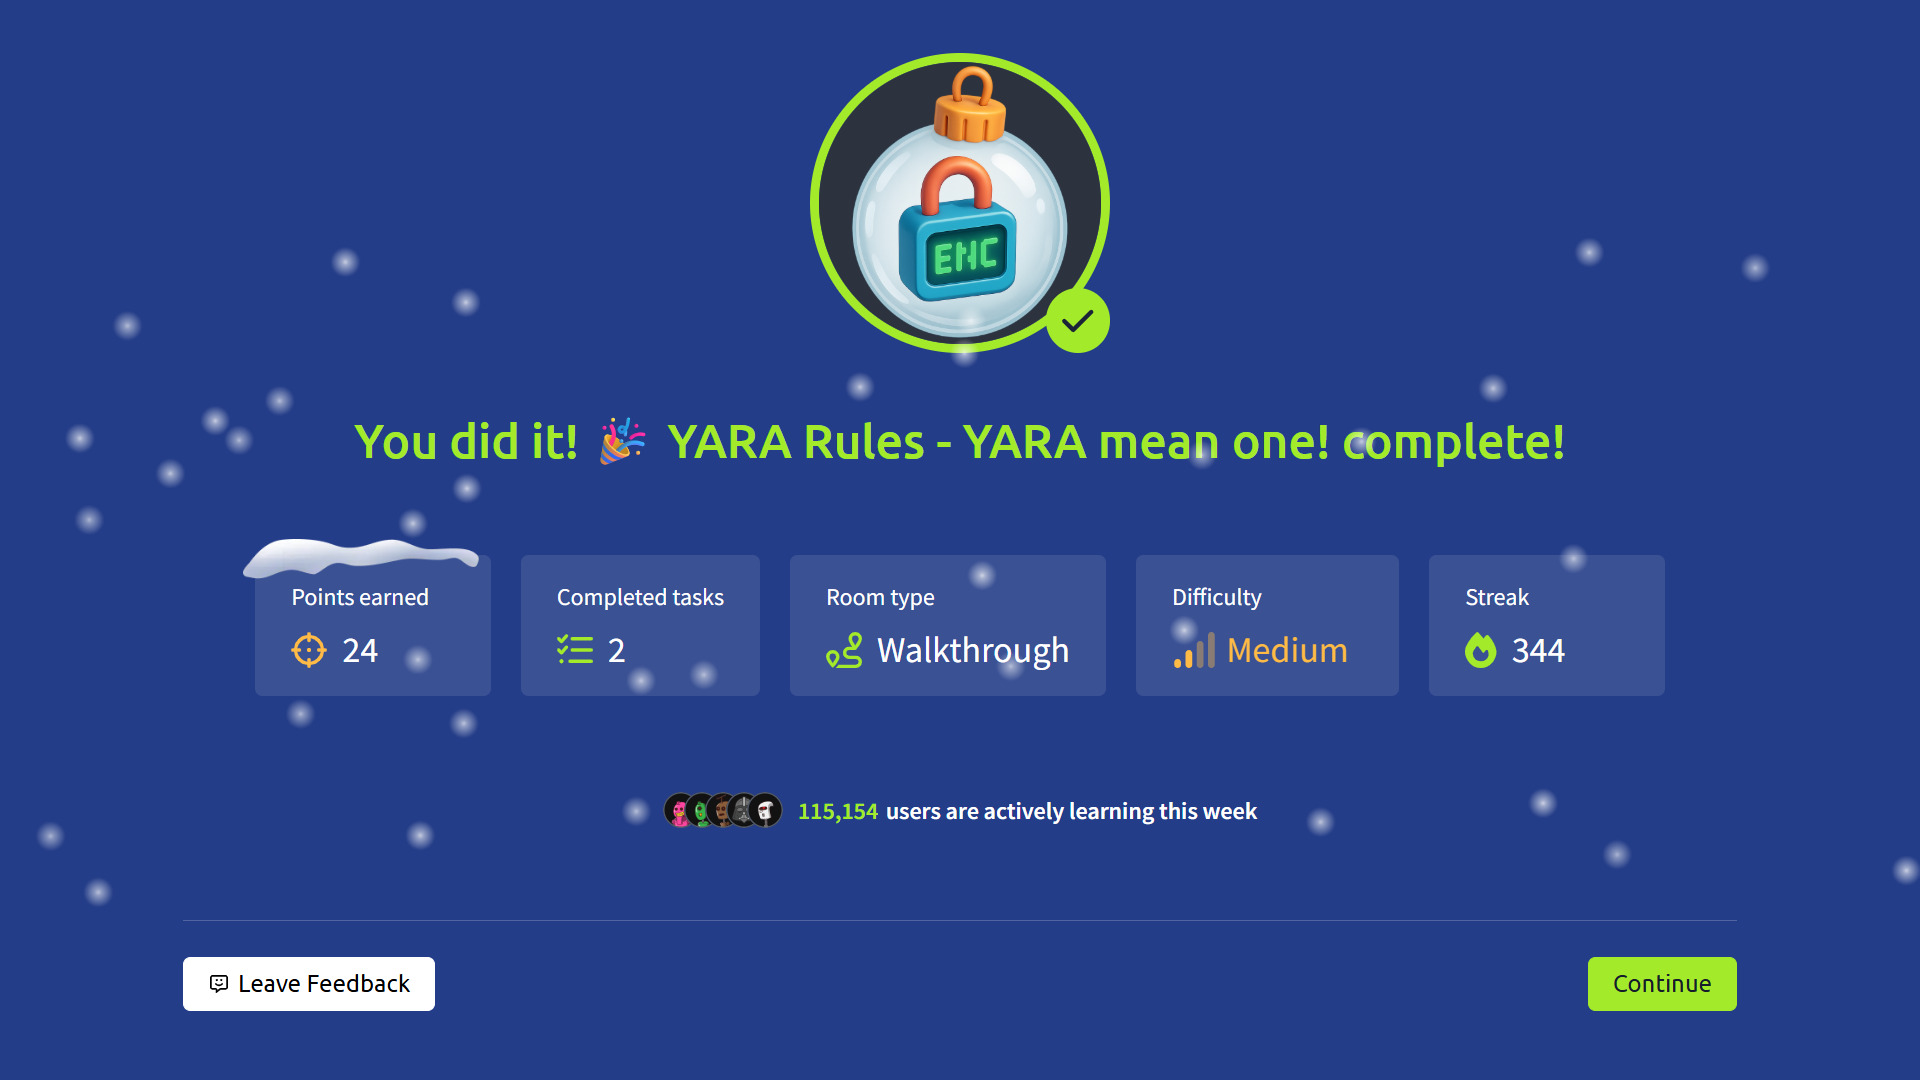 ENC
You did it! 🎉 YARA Rules - YARA mean one! complete!
Points earned
24
Completed tasks
2
Room type
Walkthrough
Difficulty
Medium
Streak
344
115,154 users are actively learning this week
Leave Feedback
Continue